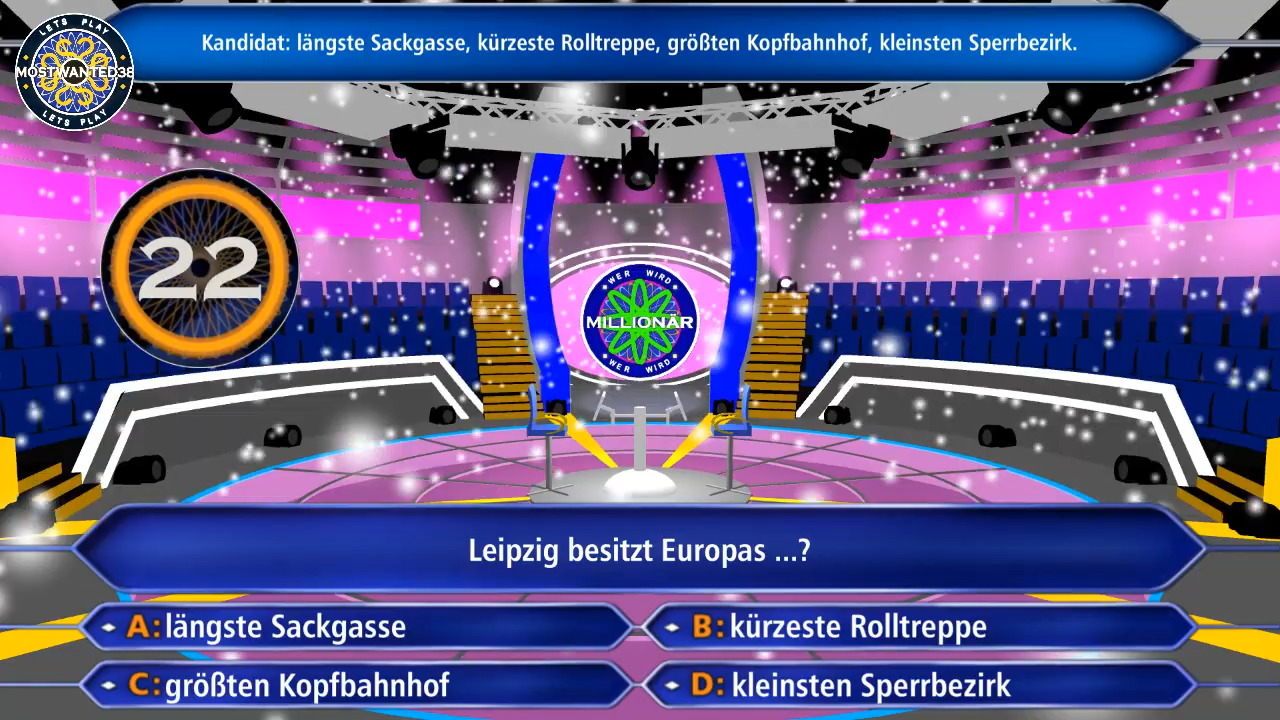 LETS PLAY
MOSTWANTED38
LETS PLAY
Kandidat: längste Sackgasse, kürzeste Rolltreppe, größten Kopfbahnhof, kleinsten Sperrbezirk.
22
WER WIRD
MILLIONÄR
WER WIRD
Leipzig besitzt Europas ...?
A: längste Sackgasse
B: kürzeste Rolltreppe
C: größten Kopfbahnhof
D: kleinsten Sperrbezirk